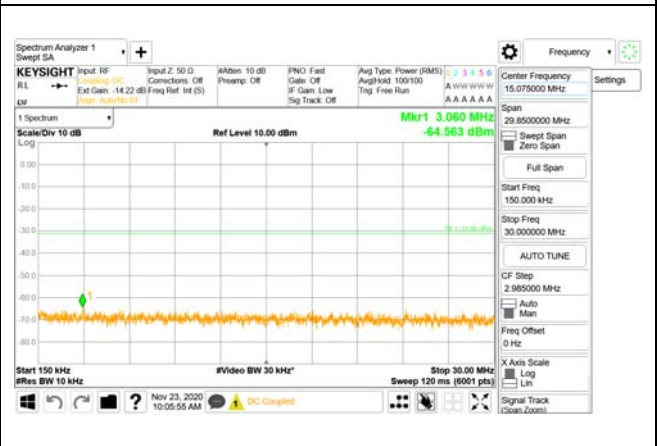 Spectrum Analyzer 1
Swept SA
+
Frequency
KEYSIGHT
RL
Input: RF
Coupling: DC
Ext Gain: -14.22 dB
Align: Auto/No RF
Input Z: 50 Ω
Corrections: Off
Freq Ref: Int (S)
#Atten: 10 dB
Preamp: Off
PNO: Fast
Gate: Off
IF Gain: Low
Sig Track: Off
Avg Type: Power (RMS)
Avg|Hold: 100/100
Trig: Free Run
1 2 3 4 5 6
A W W W W W
A A A A A A
1 Spectrum
Scale/Div 10 dB
Log
Ref Level 10.00 dBm
Mkr1 3.060 MHz
-64.563 dBm
0.00
-10.0
-20.0
-30.0
-40.0
-50.0
-60.0
-70.0
-80.0
1
Start 150 kHz
#Res BW 10 kHz
#Video BW 30 kHz*
Stop 30.00 MHz
Sweep 120 ms (6001 pts)
?
Nov 23, 2020
10:05:55 AM
DC Coupled
Center Frequency
15.075000 MHz
Settings
Span
29.8500000 MHz
Swept Span
Zero Span
Full Span
Start Freq
150.000 kHz
Stop Freq
30.000000 MHz
AUTO TUNE
CF Step
2.985000 MHz
Auto
Man
Freq Offset
0 Hz
X Axis Scale
Log
Lin
Signal Track
(Span Zoom)